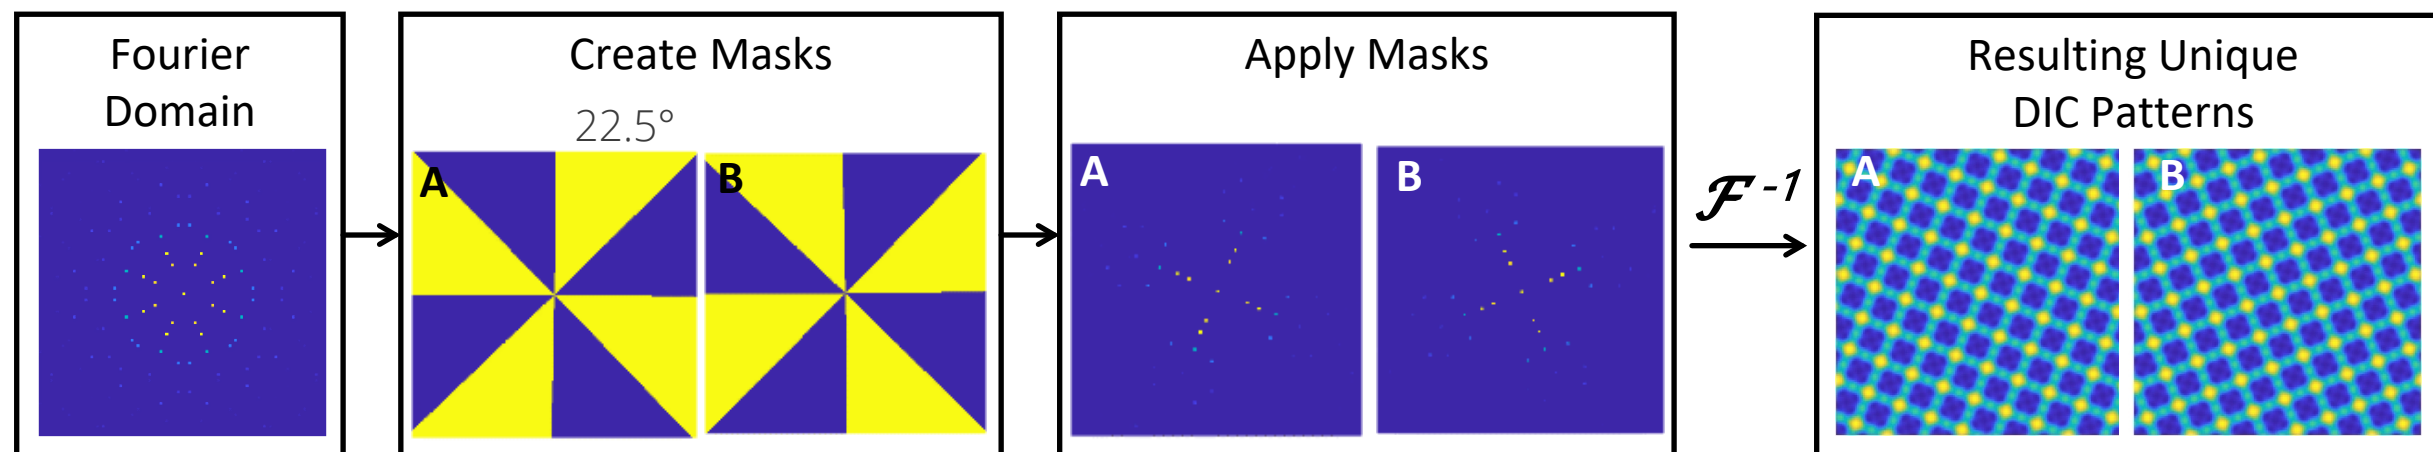 Fourier
Domain
Create Masks
22.5°
A
B
Apply Masks
A
B
ℱ -1
Resulting Unique
DIC Patterns
A
B